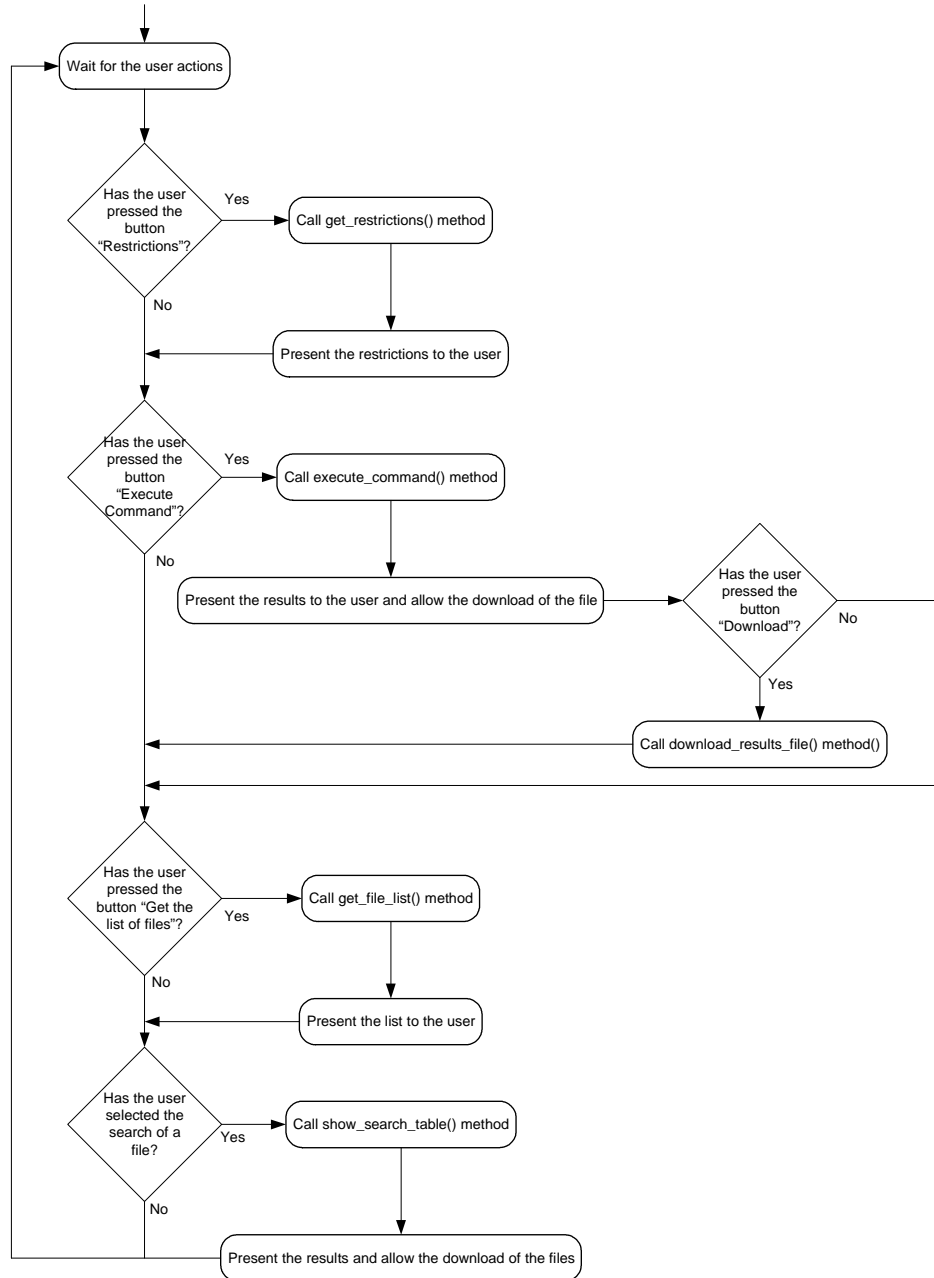 Wait for the user actions
Has the user
pressed the
button
“Restrictions”?
Yes
Call get_restrictions() method
No
Present the restrictions to the user
Has the user
pressed the
button
“Execute
Command”?
Yes
Call execute_command() method
No
Present the results to the user and allow the download of the file
Has the user
pressed the
button
“Download”?
No
Yes
Call download_results_file() method()
Has the user
pressed the
button “Get the
list of files”?
Yes
Call get_file_list() method
No
Present the list to the user
Has the user
selected the
search of a
file?
Yes
Call show_search_table() method
No
Present the results and allow the download of the files